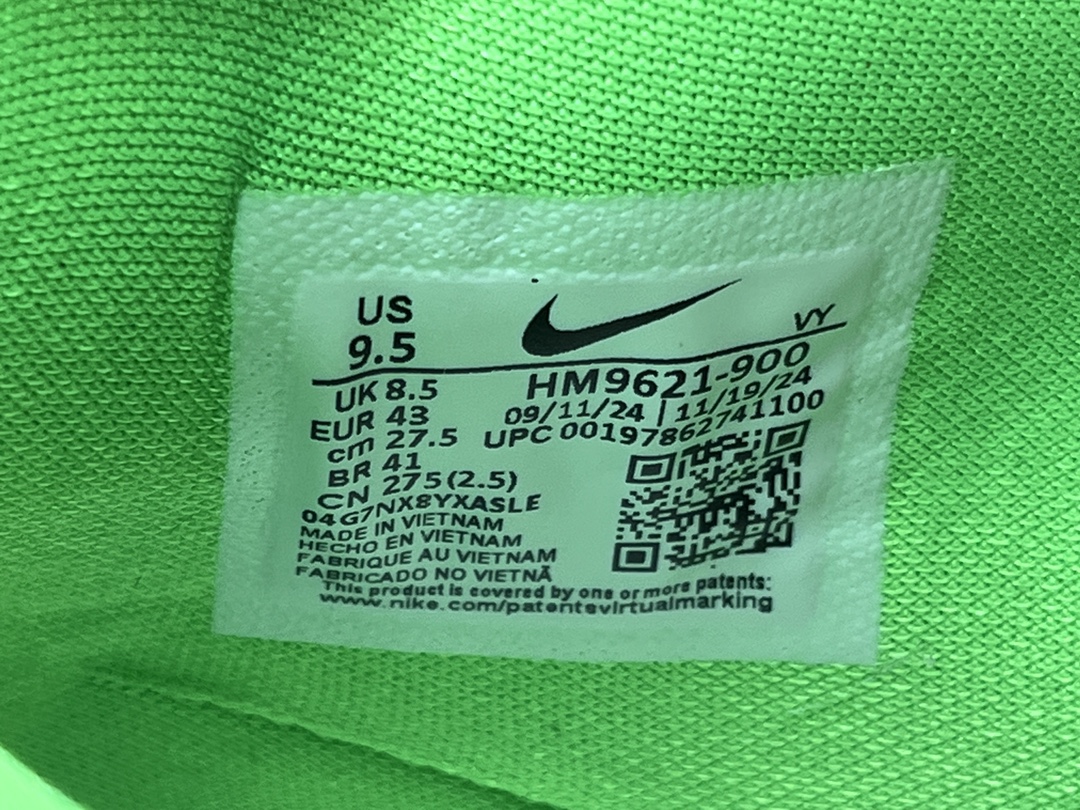 US
9.5
VY
UK 8.5
EUR 43
cm 27.5
BR 41
CN 275(2.5)
04G7NX8YXASLE
MADE IN VIETNAM
HECHO EN VIETNAM
FABRIQUE AU VIETNAM
FABRICADO NO VIETNÃ
HM9621-900
09/11/24 | 11/19/24
UPC 00197862741100
This product is covered by one or more patents:
www.nike.com/patentsvirtualmarking